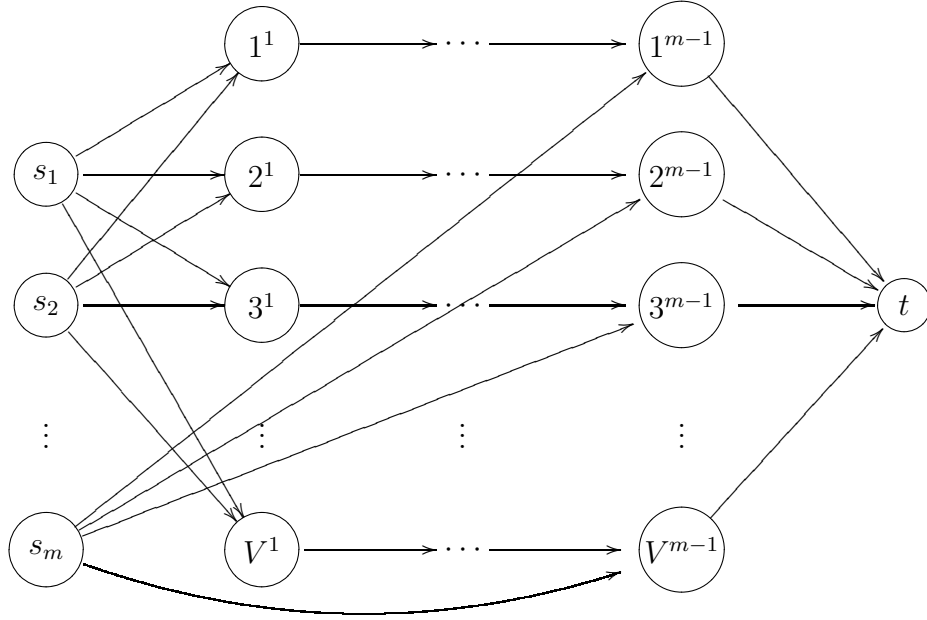 1^1 ⋯ 1^{m−1}
s_1 2^1 ⋯ 2^{m−1}
s_2 3^1 ⋯ 3^{m−1} t
⋮ ⋮ ⋮ ⋮
s_m V^1 ⋯ V^{m−1}